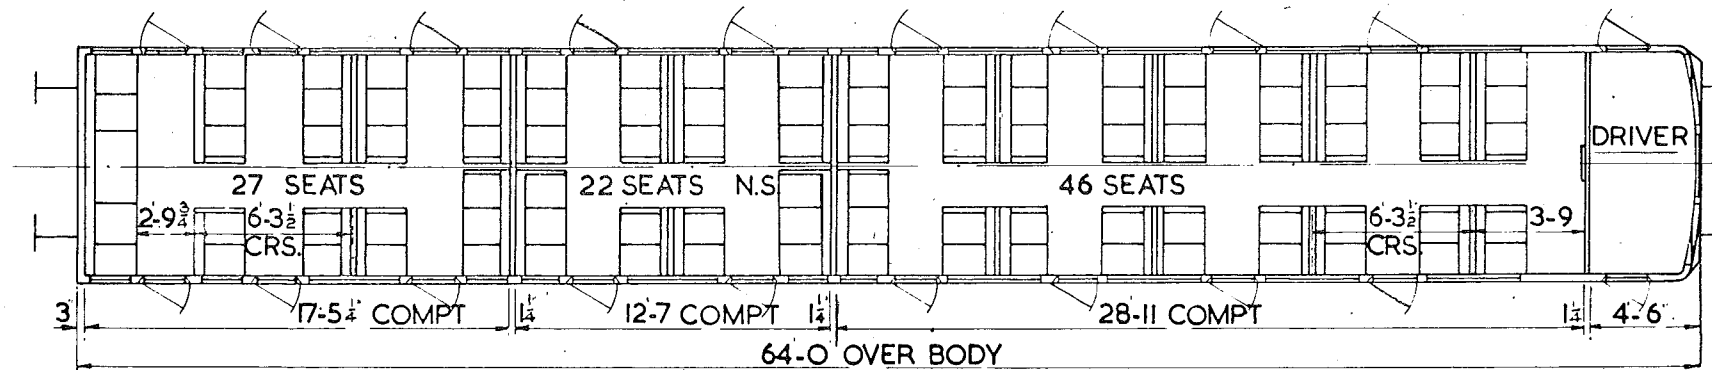 DRIVER
27 SEATS
22 SEATS N.S.
46 SEATS
2'-9¾
6'-3½
CRS.
6'-3½
CRS.
3-9
3
17'-5¼ COMPT
1¼
12'-7 COMPT
1¼
28'-11 COMPT
1¼
4'-6"
64'-0 OVER BODY